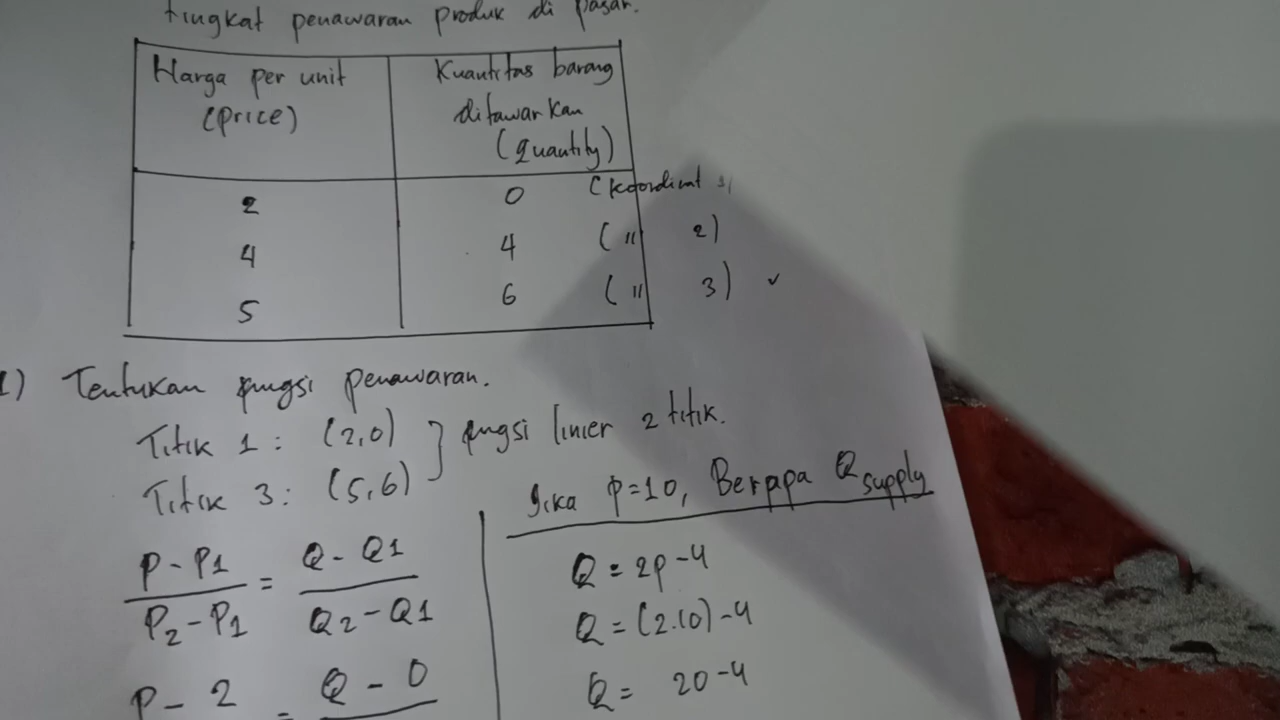 tingkat penawaran produk di pasar.
Harga per unit
(price)
Kuantitas barang
ditawarkan
(quantity)
2 0 (koordinat 1)
4 4 (" 2)
5 6 (" 3) ✓
1) Tentukan fungsi penawaran.
Titik 1: (2,0)
Titik 3: (5,6)
} fungsi linier 2 titik.
P - P1 / P2 - P1 = Q - Q1 / Q2 - Q1
P - 2 = Q - 0
Jika P=10, Berapa Q supply
Q = 2P-4
Q = (2.10)-4
Q = 20-4